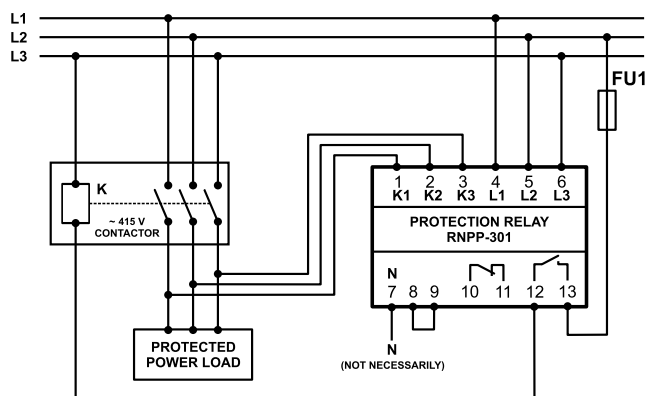 L1
L2
L3
FU1
K
~ 415 V
CONTACTOR
1 2 3 4 5 6
K1 K2 K3 L1 L2 L3
PROTECTION RELAY
RNPP-301
N
7 8 9 10 11 12 13
N
(NOT NECESSARILY)
PROTECTED
POWER LOAD